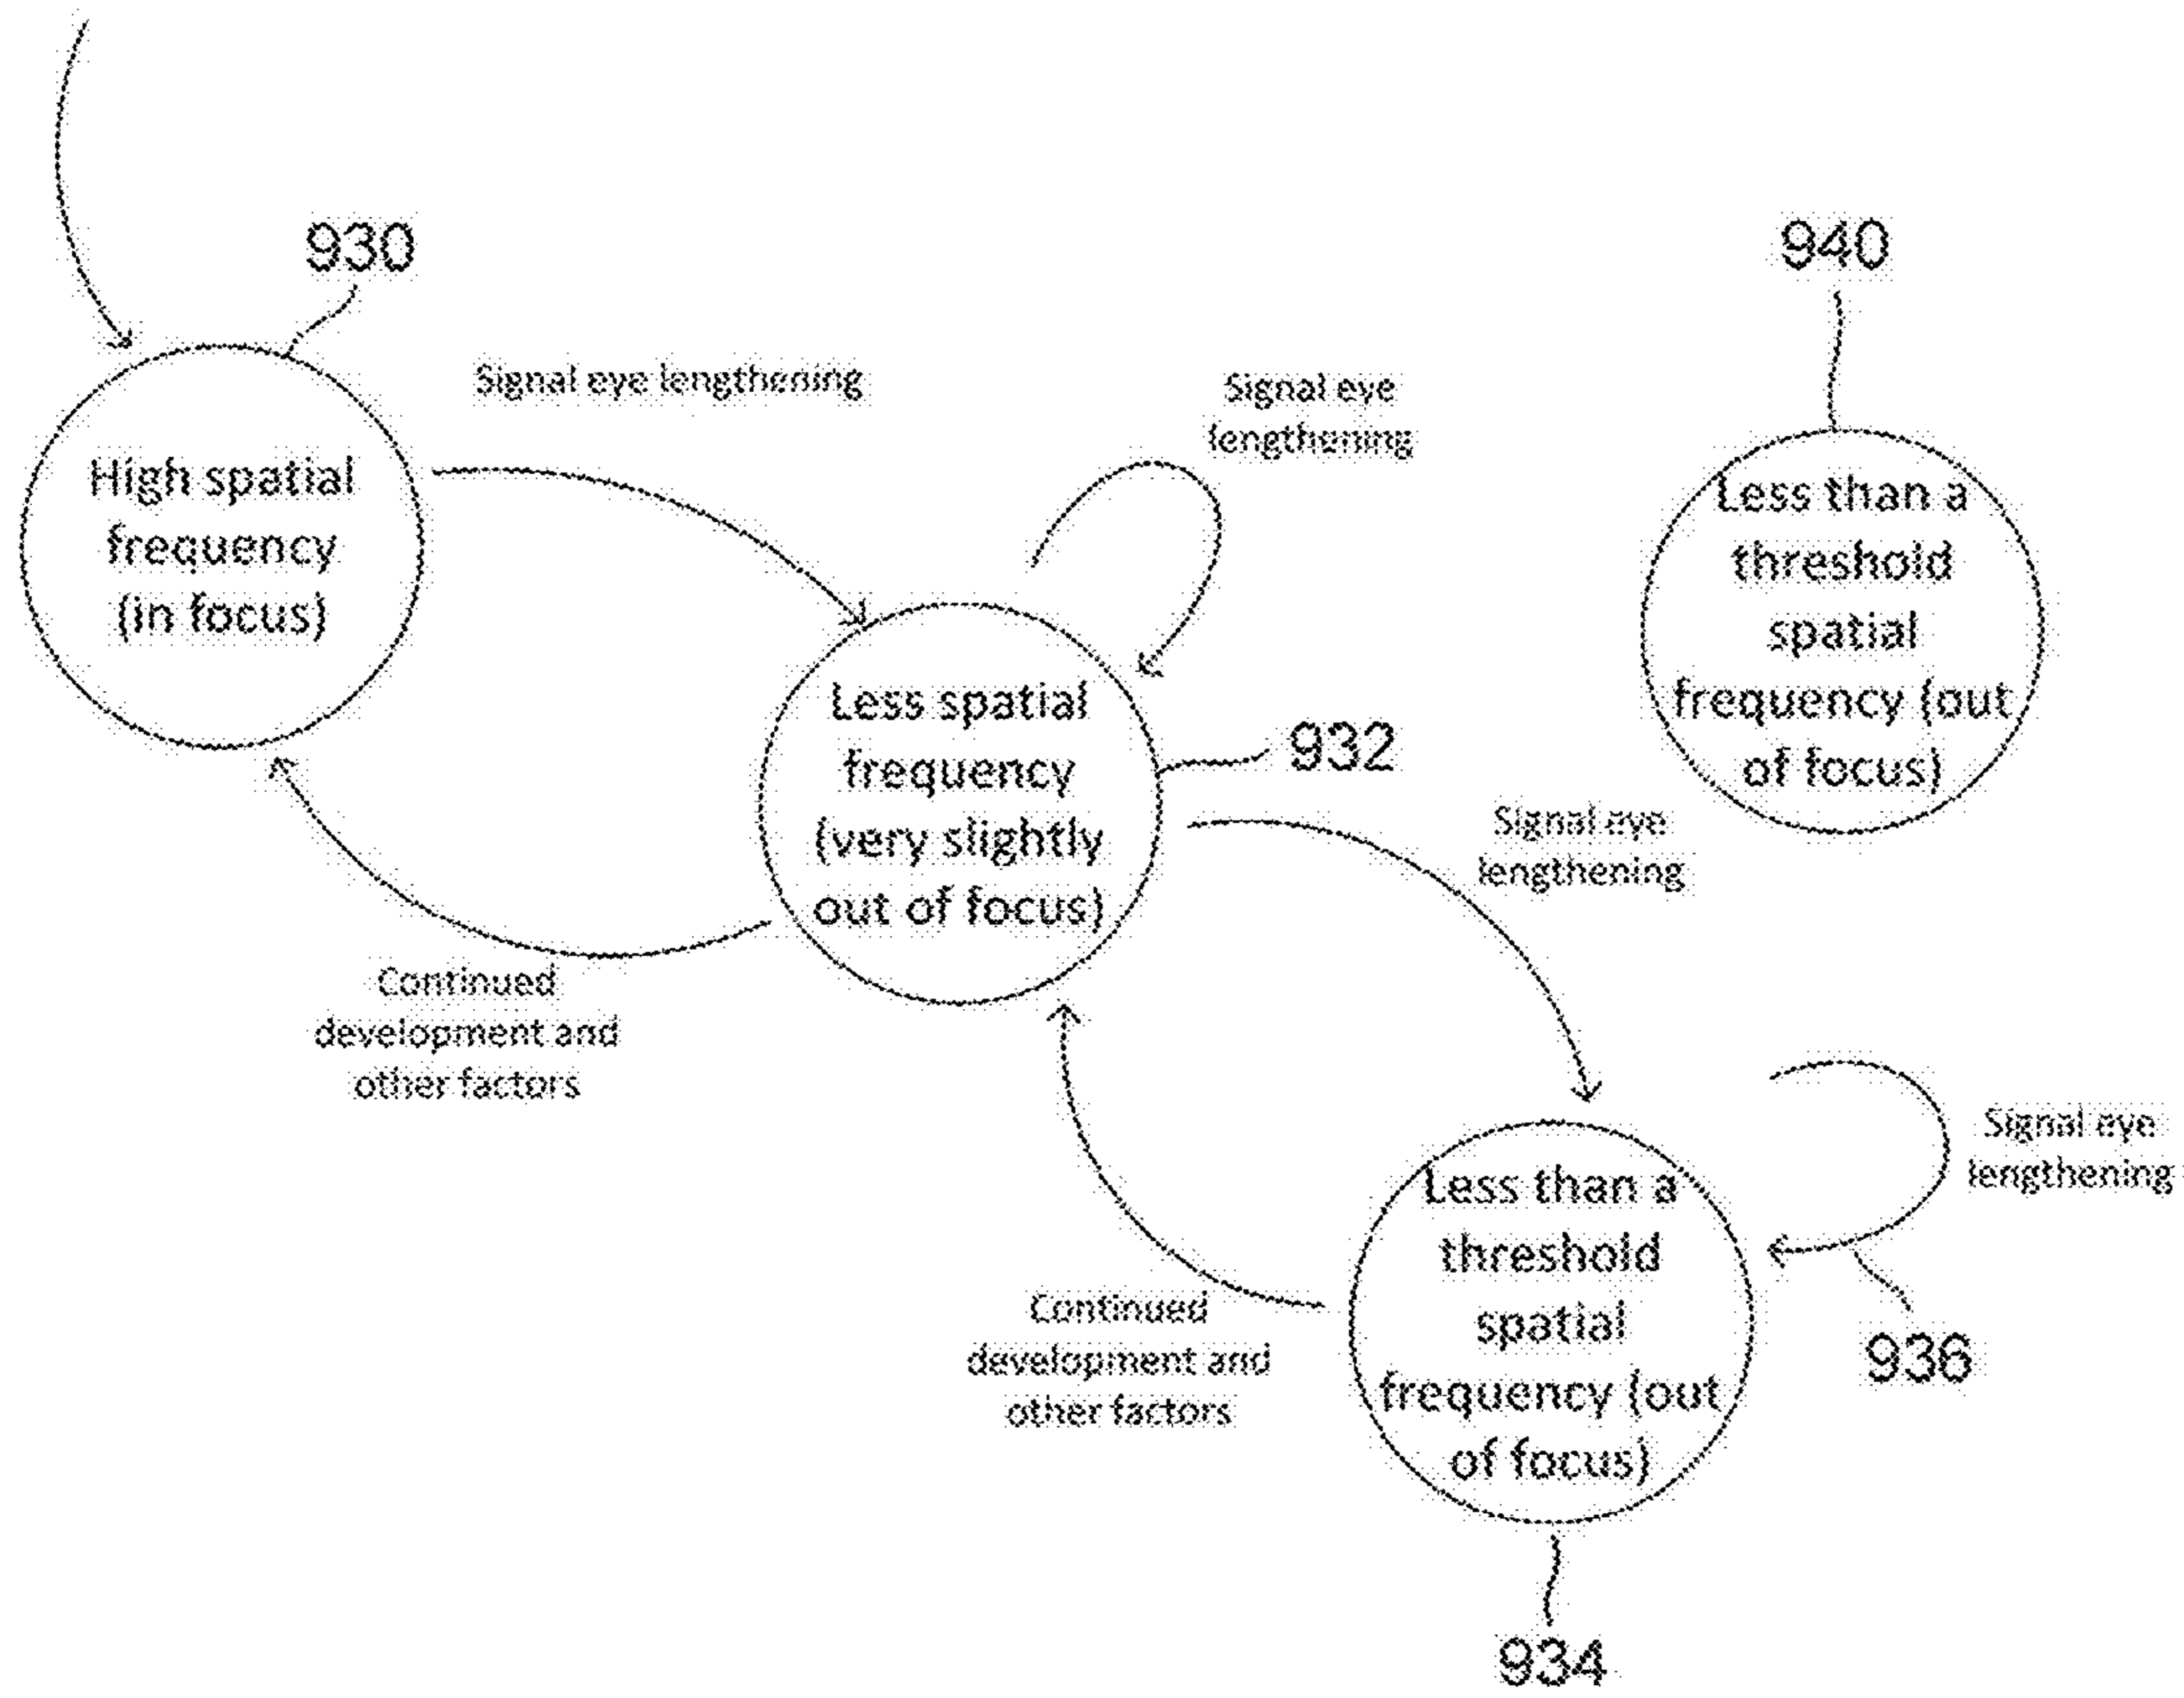 930
940
Signal eye lengthening
Signal eye
lengthening
High spatial
frequency
(in focus)
Less than a
threshold
spatial
frequency (out
of focus)
Less spatial
frequency
(very slightly
out of focus)
932
Signal eye
lengthening
Continued
development and
other factors
Signal eye
lengthening
Less than a
threshold
spatial
frequency (out
of focus)
Continued
development and
other factors
936
934